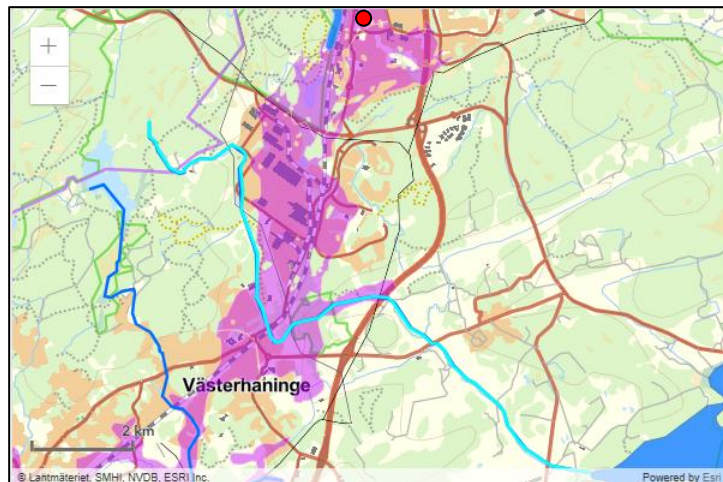 +
−
Västerhaninge
2 km
© Lantmäteriet, SMHI, NVDB, ESRI Inc.
Powered by Esri